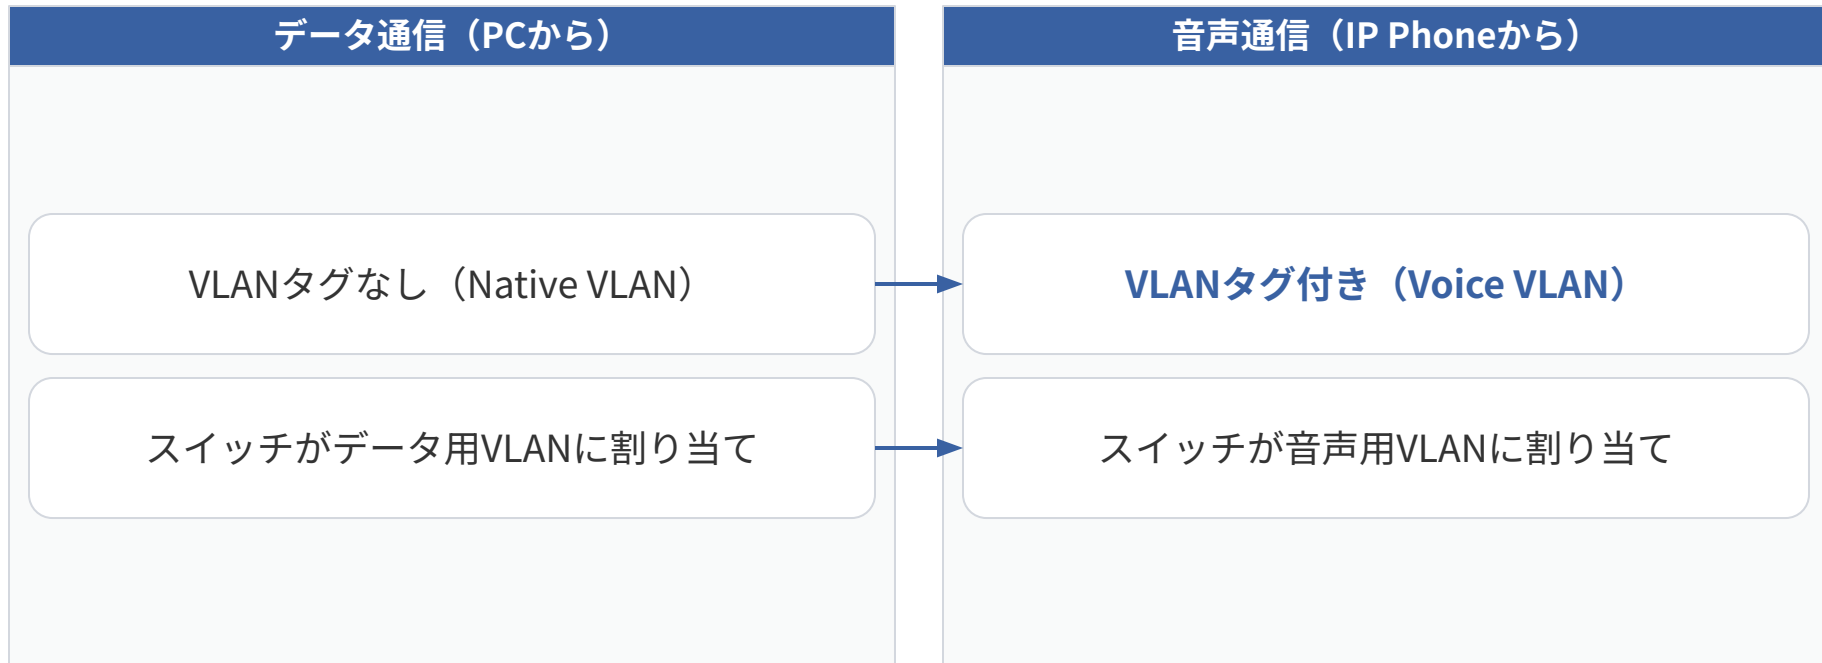 データ通信（PCから）
VLANタグなし（Native VLAN）
スイッチがデータ用VLANに割り当て
音声通信（IP Phoneから）
VLANタグ付き（Voice VLAN）
スイッチが音声用VLANに割り当て